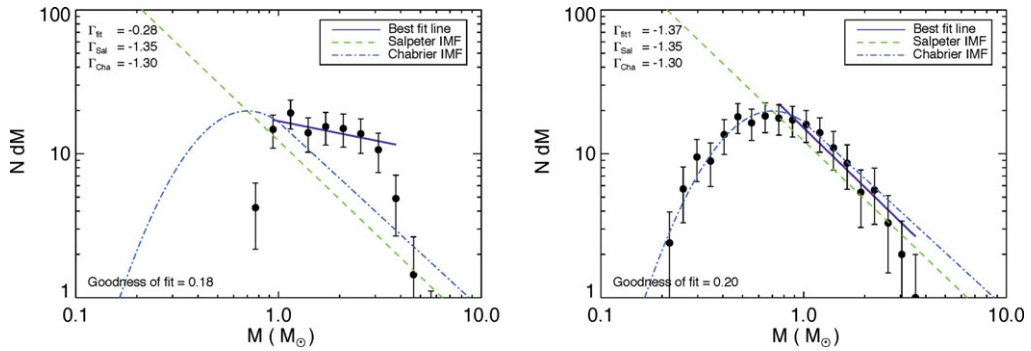 100
10
1
N dM
Γfit = -0.28
ΓSal = -1.35
ΓCha = -1.30
Best fit line
Salpeter IMF
Chabrier IMF
Goodness of fit = 0.18
0.1 1.0 10.0
M ( M☉)
100
10
1
N dM
Γfit1 = -1.37
ΓSal = -1.35
ΓCha = -1.30
Best fit line
Salpeter IMF
Chabrier IMF
Goodness of fit = 0.20
0.1 1.0 10.0
M ( M☉)